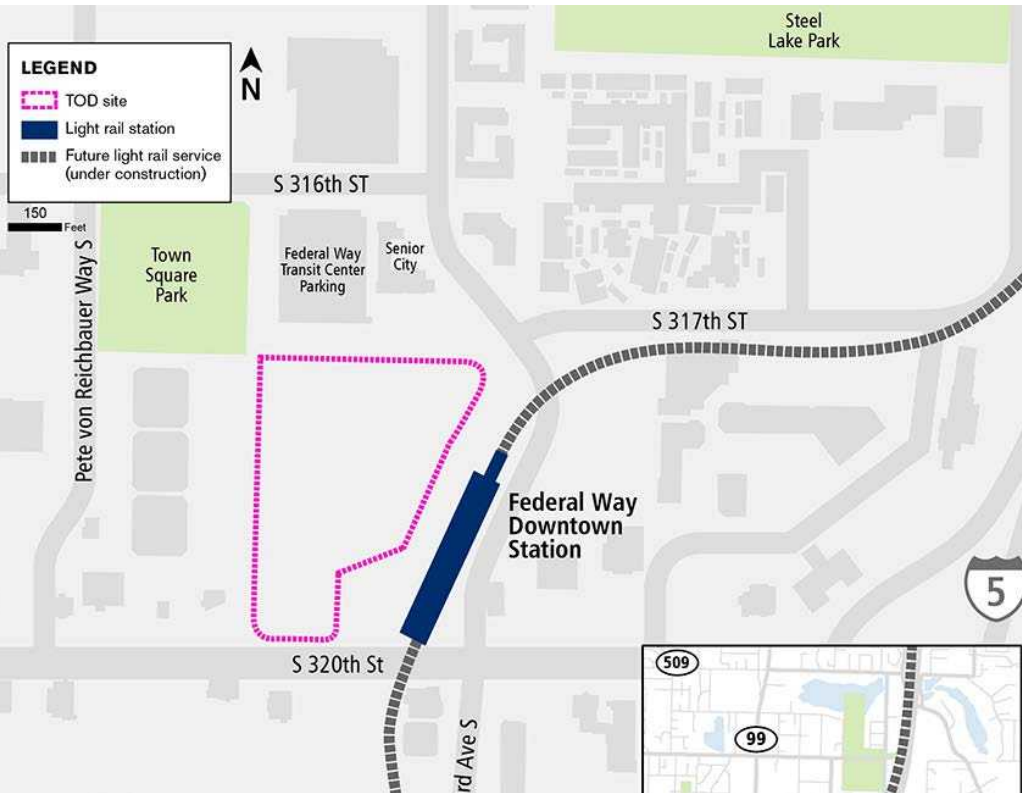 LEGEND
TOD site
Light rail station
Future light rail service
(under construction)
N
150
Feet
Steel
Lake Park
S 316th ST
Town
Square
Park
Federal Way
Transit Center
Parking
Senior
City
S 317th ST
Pete von Reichbauer Way S
Federal Way
Downtown
Station
5
S 320th St
rd Ave S
509
99